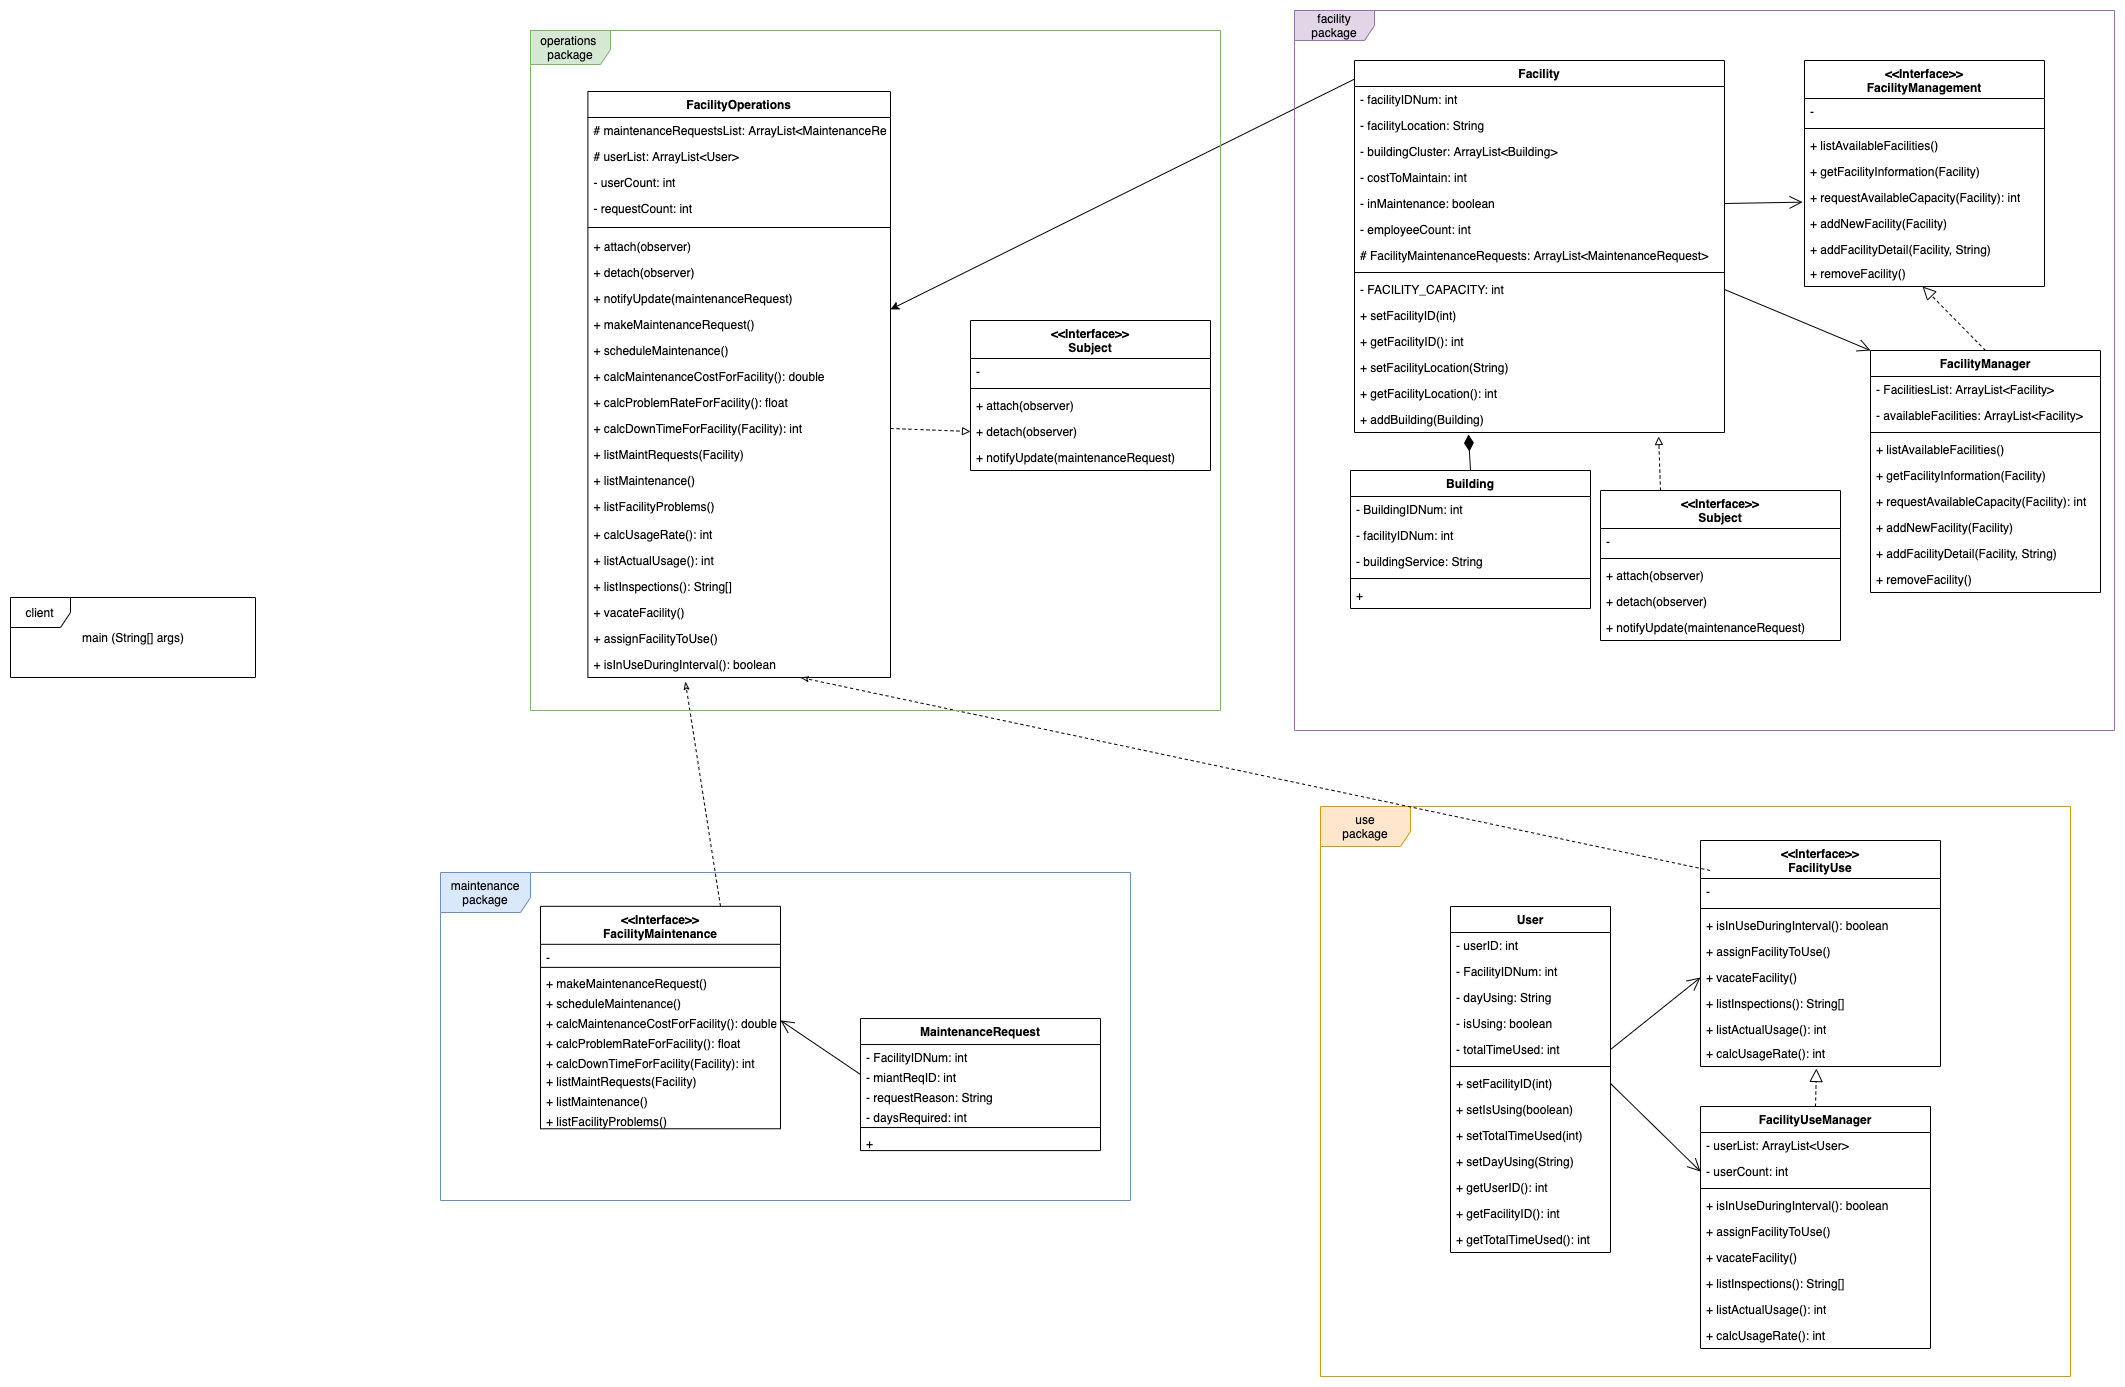 operations
package
FacilityOperations
# maintenanceRequestsList: ArrayList<MaintenanceRe
# userList: ArrayList<User>
- userCount: int
- requestCount: int
+ attach(observer)
+ detach(observer)
+ notifyUpdate(maintenanceRequest)
+ makeMaintenanceRequest()
+ scheduleMaintenance()
+ calcMaintenanceCostForFacility(): double
+ calcProblemRateForFacility(): float
+ calcDownTimeForFacility(Facility): int
+ listMaintRequests(Facility)
+ listMaintenance()
+ listFacilityProblems()
+ calcUsageRate(): int
+ listActualUsage(): int
+ listInspections(): String[]
+ vacateFacility()
+ assignFacilityToUse()
+ isInUseDuringInterval(): boolean
<<Interface>>
Subject
-
+ attach(observer)
+ detach(observer)
+ notifyUpdate(maintenanceRequest)
facility
package
Facility
- facilityIDNum: int
- facilityLocation: String
- buildingCluster: ArrayList<Building>
- costToMaintain: int
- inMaintenance: boolean
- employeeCount: int
# FacilityMaintenanceRequests: ArrayList<MaintenanceRequest>
- FACILITY_CAPACITY: int
+ setFacilityID(int)
+ getFacilityID(): int
+ setFacilityLocation(String)
+ getFacilityLocation(): int
+ addBuilding(Building)
<<Interface>>
FacilityManagement
-
+ listAvailableFacilities()
+ getFacilityInformation(Facility)
+ requestAvailableCapacity(Facility): int
+ addNewFacility(Facility)
+ addFacilityDetail(Facility, String)
+ removeFacility()
FacilityManager
- FacilitiesList: ArrayList<Facility>
- availableFacilities: ArrayList<Facility>
+ listAvailableFacilities()
+ getFacilityInformation(Facility)
+ requestAvailableCapacity(Facility): int
+ addNewFacility(Facility)
+ addFacilityDetail(Facility, String)
+ removeFacility()
Building
- BuildingIDNum: int
- facilityIDNum: int
- buildingService: String
+
<<Interface>>
Subject
-
+ attach(observer)
+ detach(observer)
+ notifyUpdate(maintenanceRequest)
client
main (String[] args)
maintenance
package
<<Interface>>
FacilityMaintenance
-
+ makeMaintenanceRequest()
+ scheduleMaintenance()
+ calcMaintenanceCostForFacility(): double
+ calcProblemRateForFacility(): float
+ calcDownTimeForFacility(Facility): int
+ listMaintRequests(Facility)
+ listMaintenance()
+ listFacilityProblems()
MaintenanceRequest
- FacilityIDNum: int
- miantReqID: int
- requestReason: String
- daysRequired: int
+
use
package
User
- userID: int
- FacilityIDNum: int
- dayUsing: String
- isUsing: boolean
- totalTimeUsed: int
+ setFacilityID(int)
+ setIsUsing(boolean)
+ setTotalTimeUsed(int)
+ setDayUsing(String)
+ getUserID(): int
+ getFacilityID(): int
+ getTotalTimeUsed(): int
<<Interface>>
FacilityUse
-
+ isInUseDuringInterval(): boolean
+ assignFacilityToUse()
+ vacateFacility()
+ listInspections(): String[]
+ listActualUsage(): int
+ calcUsageRate(): int
FacilityUseManager
- userList: ArrayList<User>
- userCount: int
+ isInUseDuringInterval(): boolean
+ assignFacilityToUse()
+ vacateFacility()
+ listInspections(): String[]
+ listActualUsage(): int
+ calcUsageRate(): int